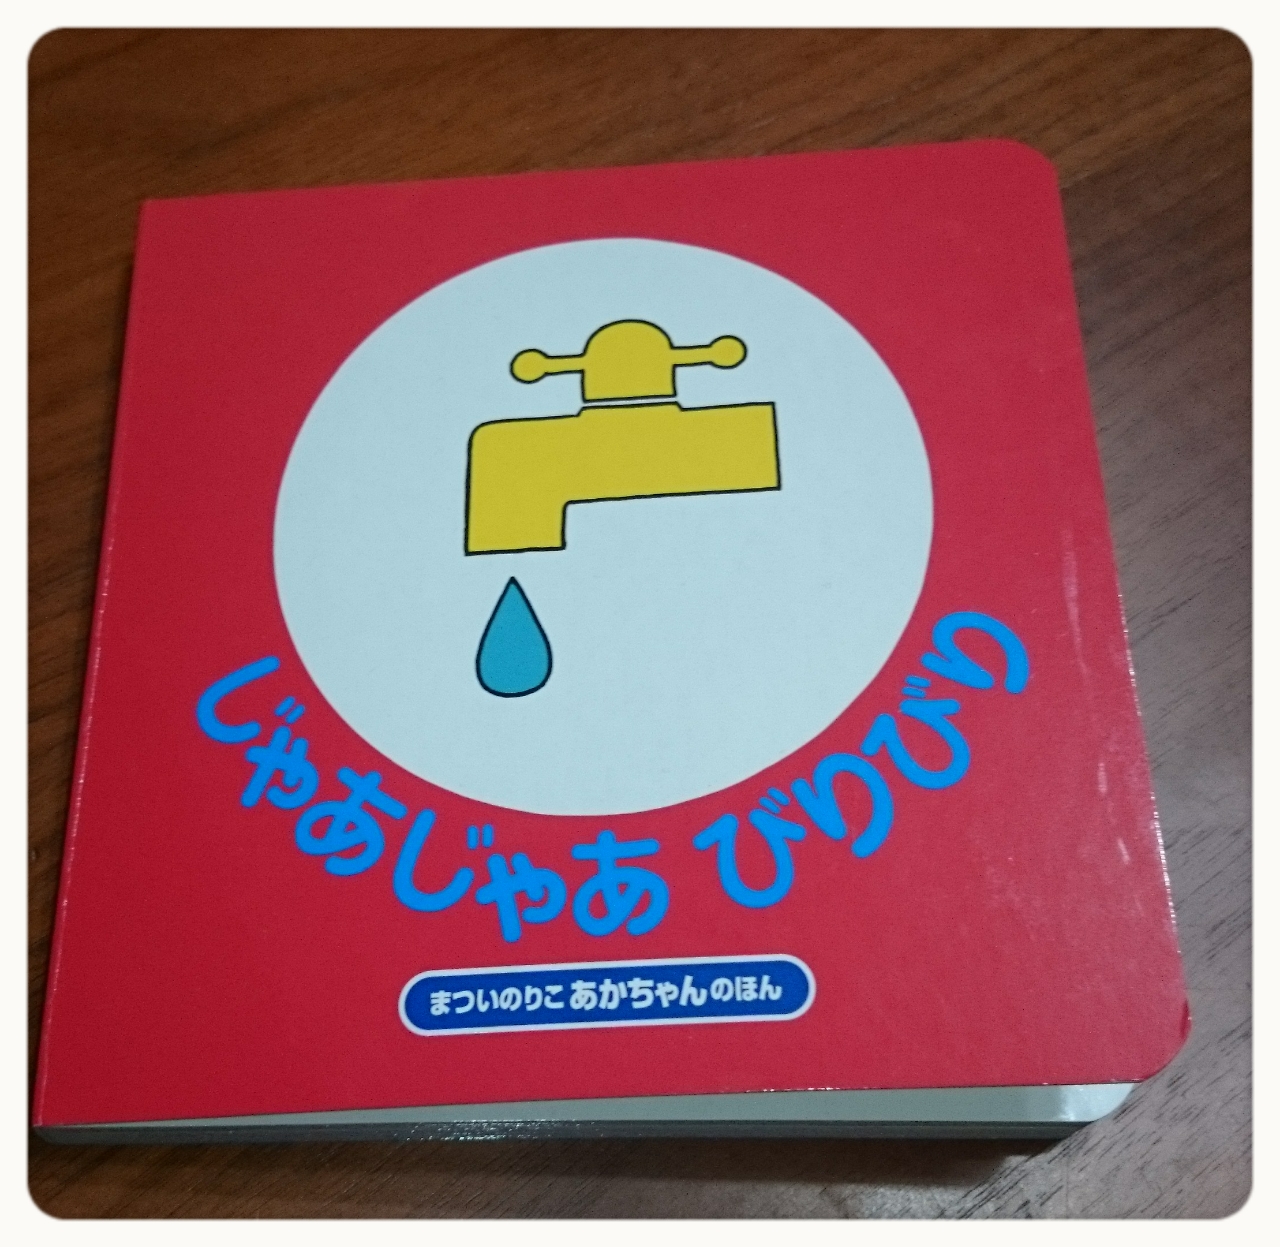 じゃあじゃあ びりびり
まついのりこ あかちゃんのほん